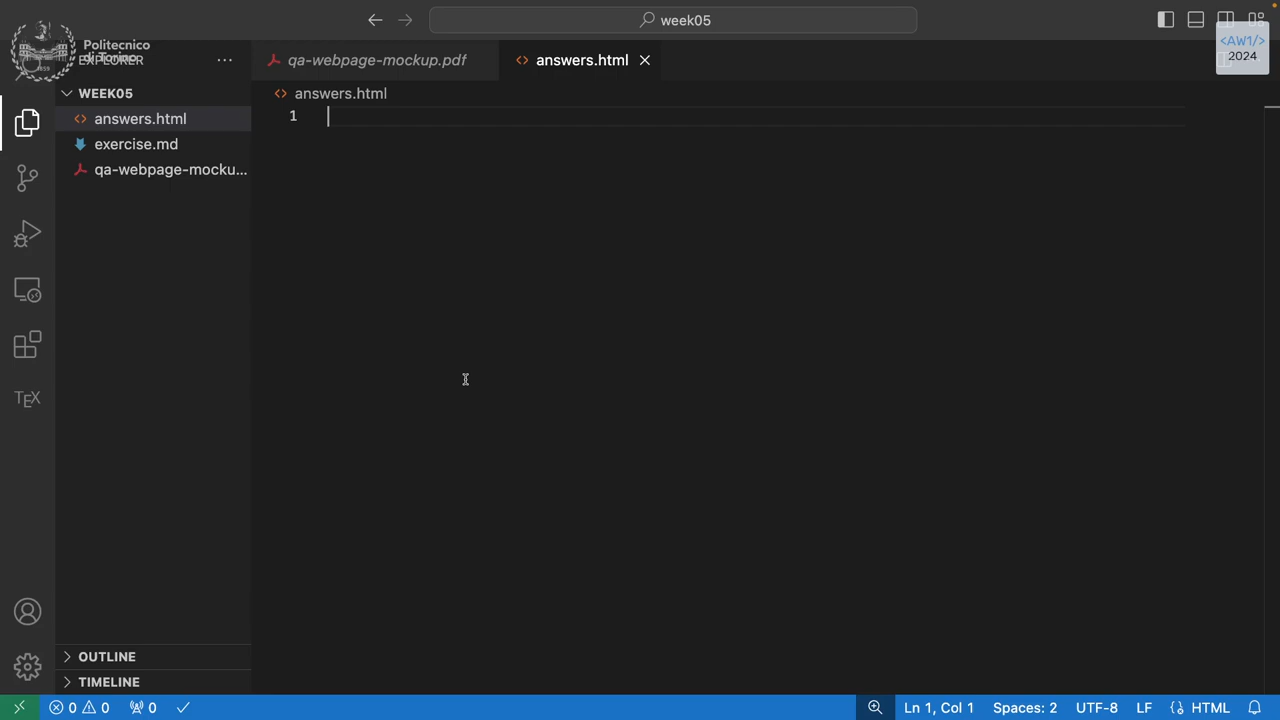 week05
Politecnico
di Torino
EXPLORER
qa-webpage-mockup.pdf
answers.html
<AW1/>
2024
WEEK05
answers.html
exercise.md
qa-webpage-mocku...
answers.html
1
TEX
1859
OUTLINE
TIMELINE
0 0 0
Ln 1, Col 1
Spaces: 2
UTF-8
LF
HTML